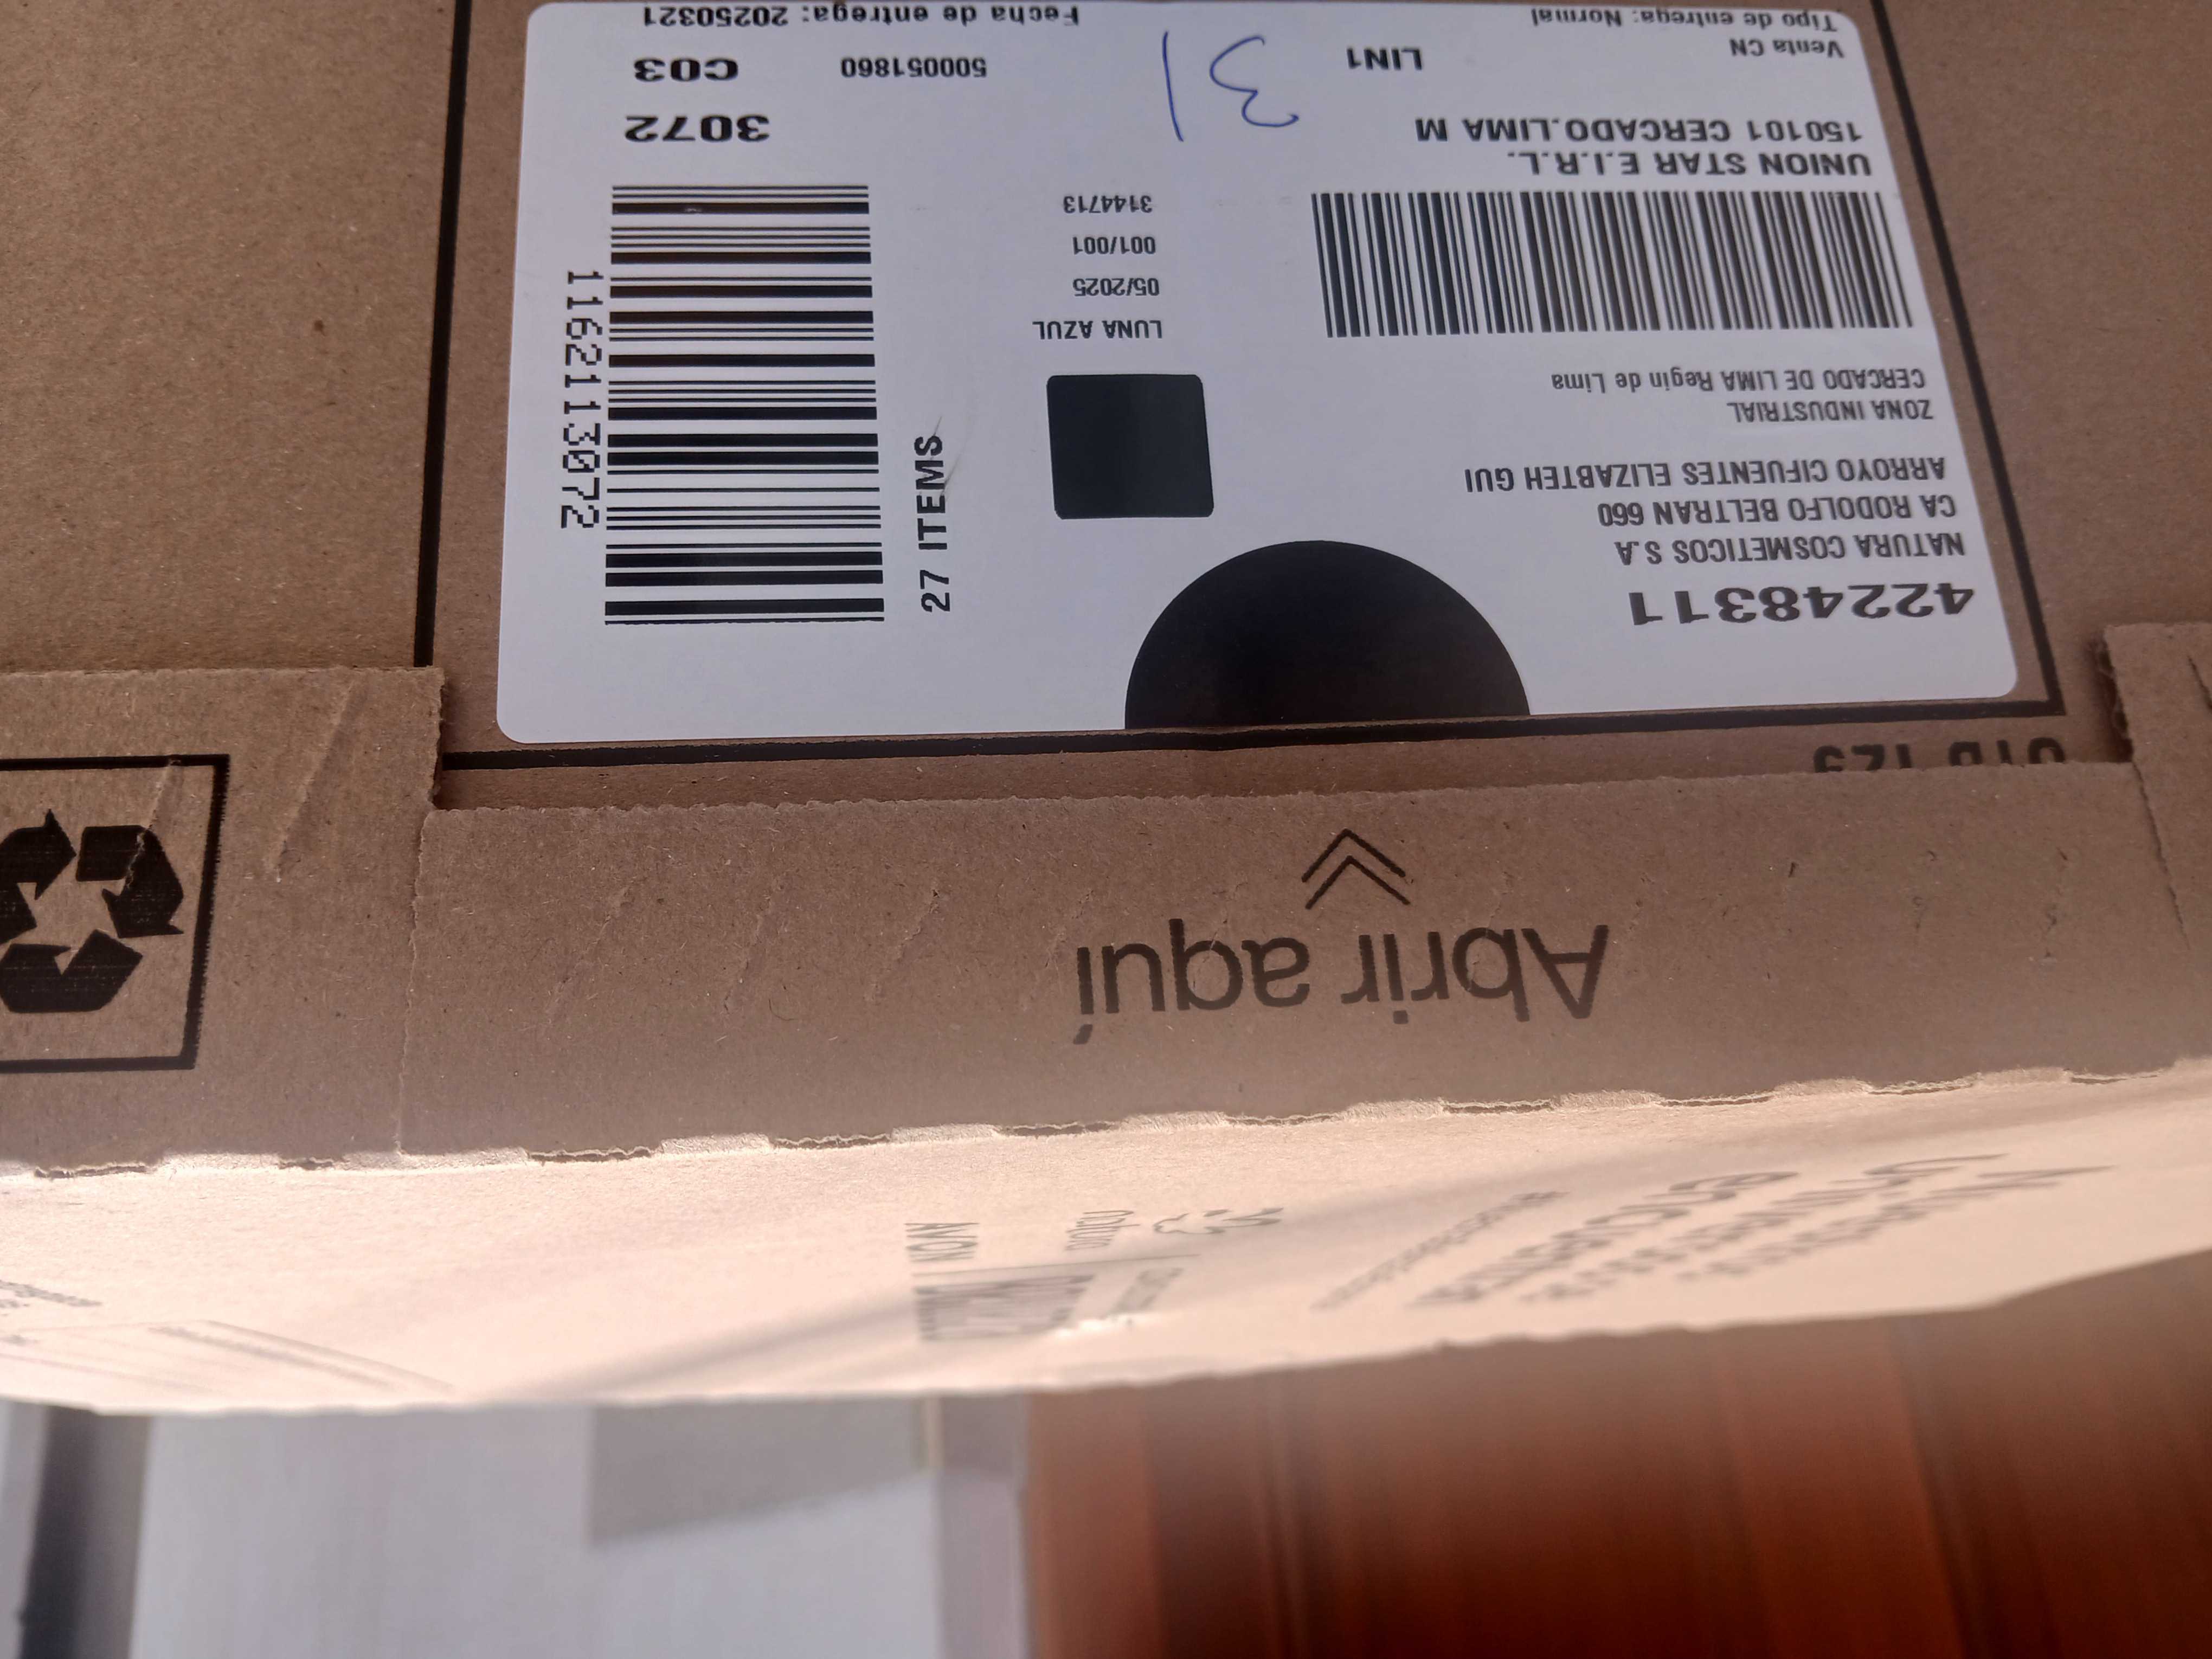 42248311
NATURA COSMETICOS S.A
CA RODOLFO BELTRAN 660
ARROYO CIFUENTES ELIZABTEH GUI
ZONA INDUSTRIAL
CERCADO DE LIMA Regin de Lima
UNION STAR E.I.R.L.
150101 CERCADO.LIMA M
Venta CN
LIN1
Tipo de entrega: Normal
LUNA AZUL
05/2025
001/001
3144713
31
27 ITEMS
1162113072
3072
500051860
C03
Fecha de entrega: 20250321
Abrir aquí
natura
AVON